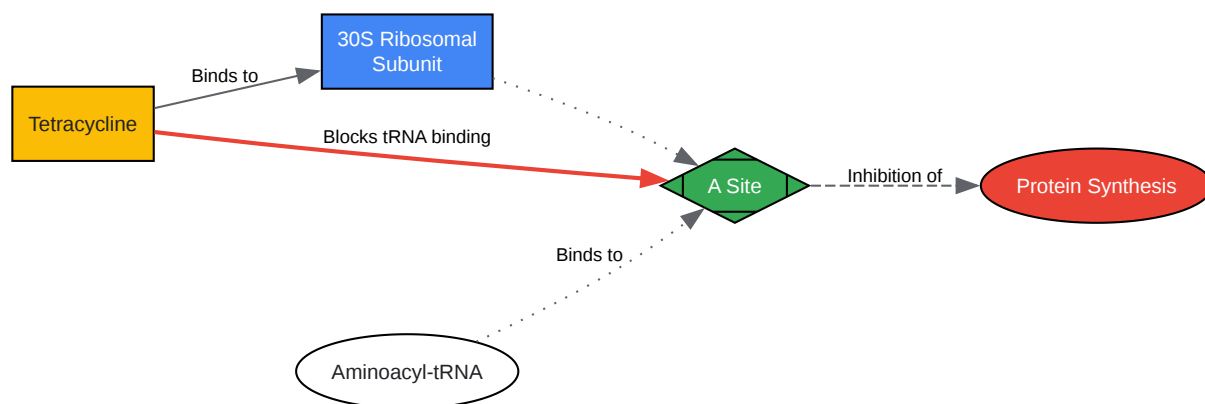 30S Ribosomal
Subunit
Binds to
Tetracycline
Blocks tRNA binding
A Site
Inhibition of
Protein Synthesis
Binds to
Aminoacyl-tRNA